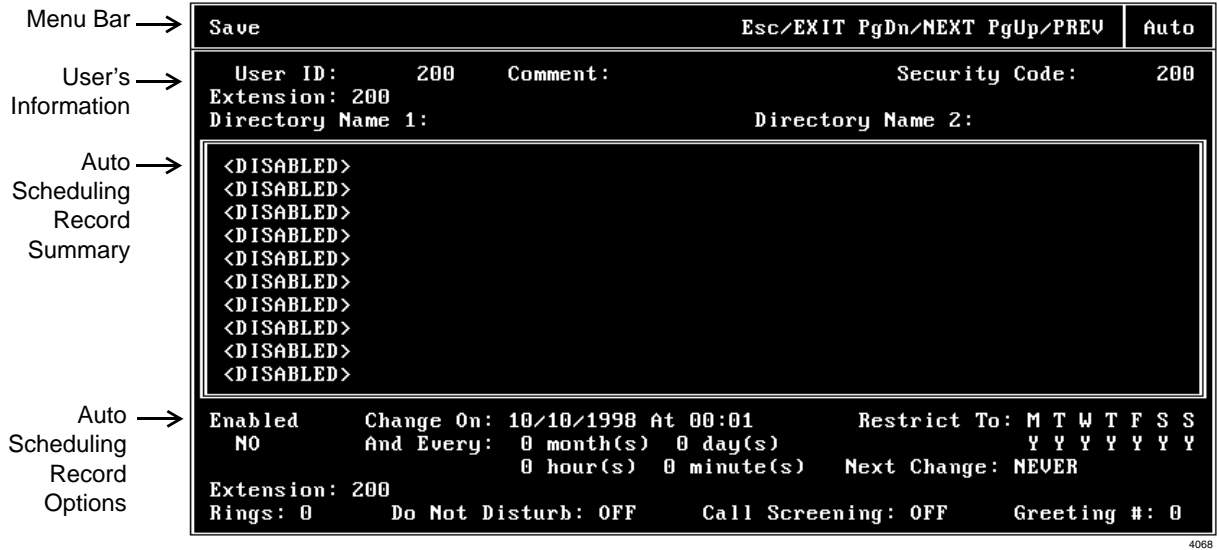 Menu Bar
Save Esc/EXIT PgDn/NEXT PgUp/PREV Auto
User's
Information
User ID: 200 Comment: Security Code: 200
Extension: 200
Directory Name 1: Directory Name 2:
Auto
Scheduling
Record
Summary
<DISABLED>
<DISABLED>
<DISABLED>
<DISABLED>
<DISABLED>
<DISABLED>
<DISABLED>
<DISABLED>
<DISABLED>
<DISABLED>
Auto
Scheduling
Record
Options
Enabled Change On: 10/10/1998 At 00:01 Restrict To: M T W T F S S
NO And Every: 0 month(s) 0 day(s) Y Y Y Y Y Y Y
0 hour(s) 0 minute(s) Next Change: NEVER
Extension: 200
Rings: 0 Do Not Disturb: OFF Call Screening: OFF Greeting #: 0
4068